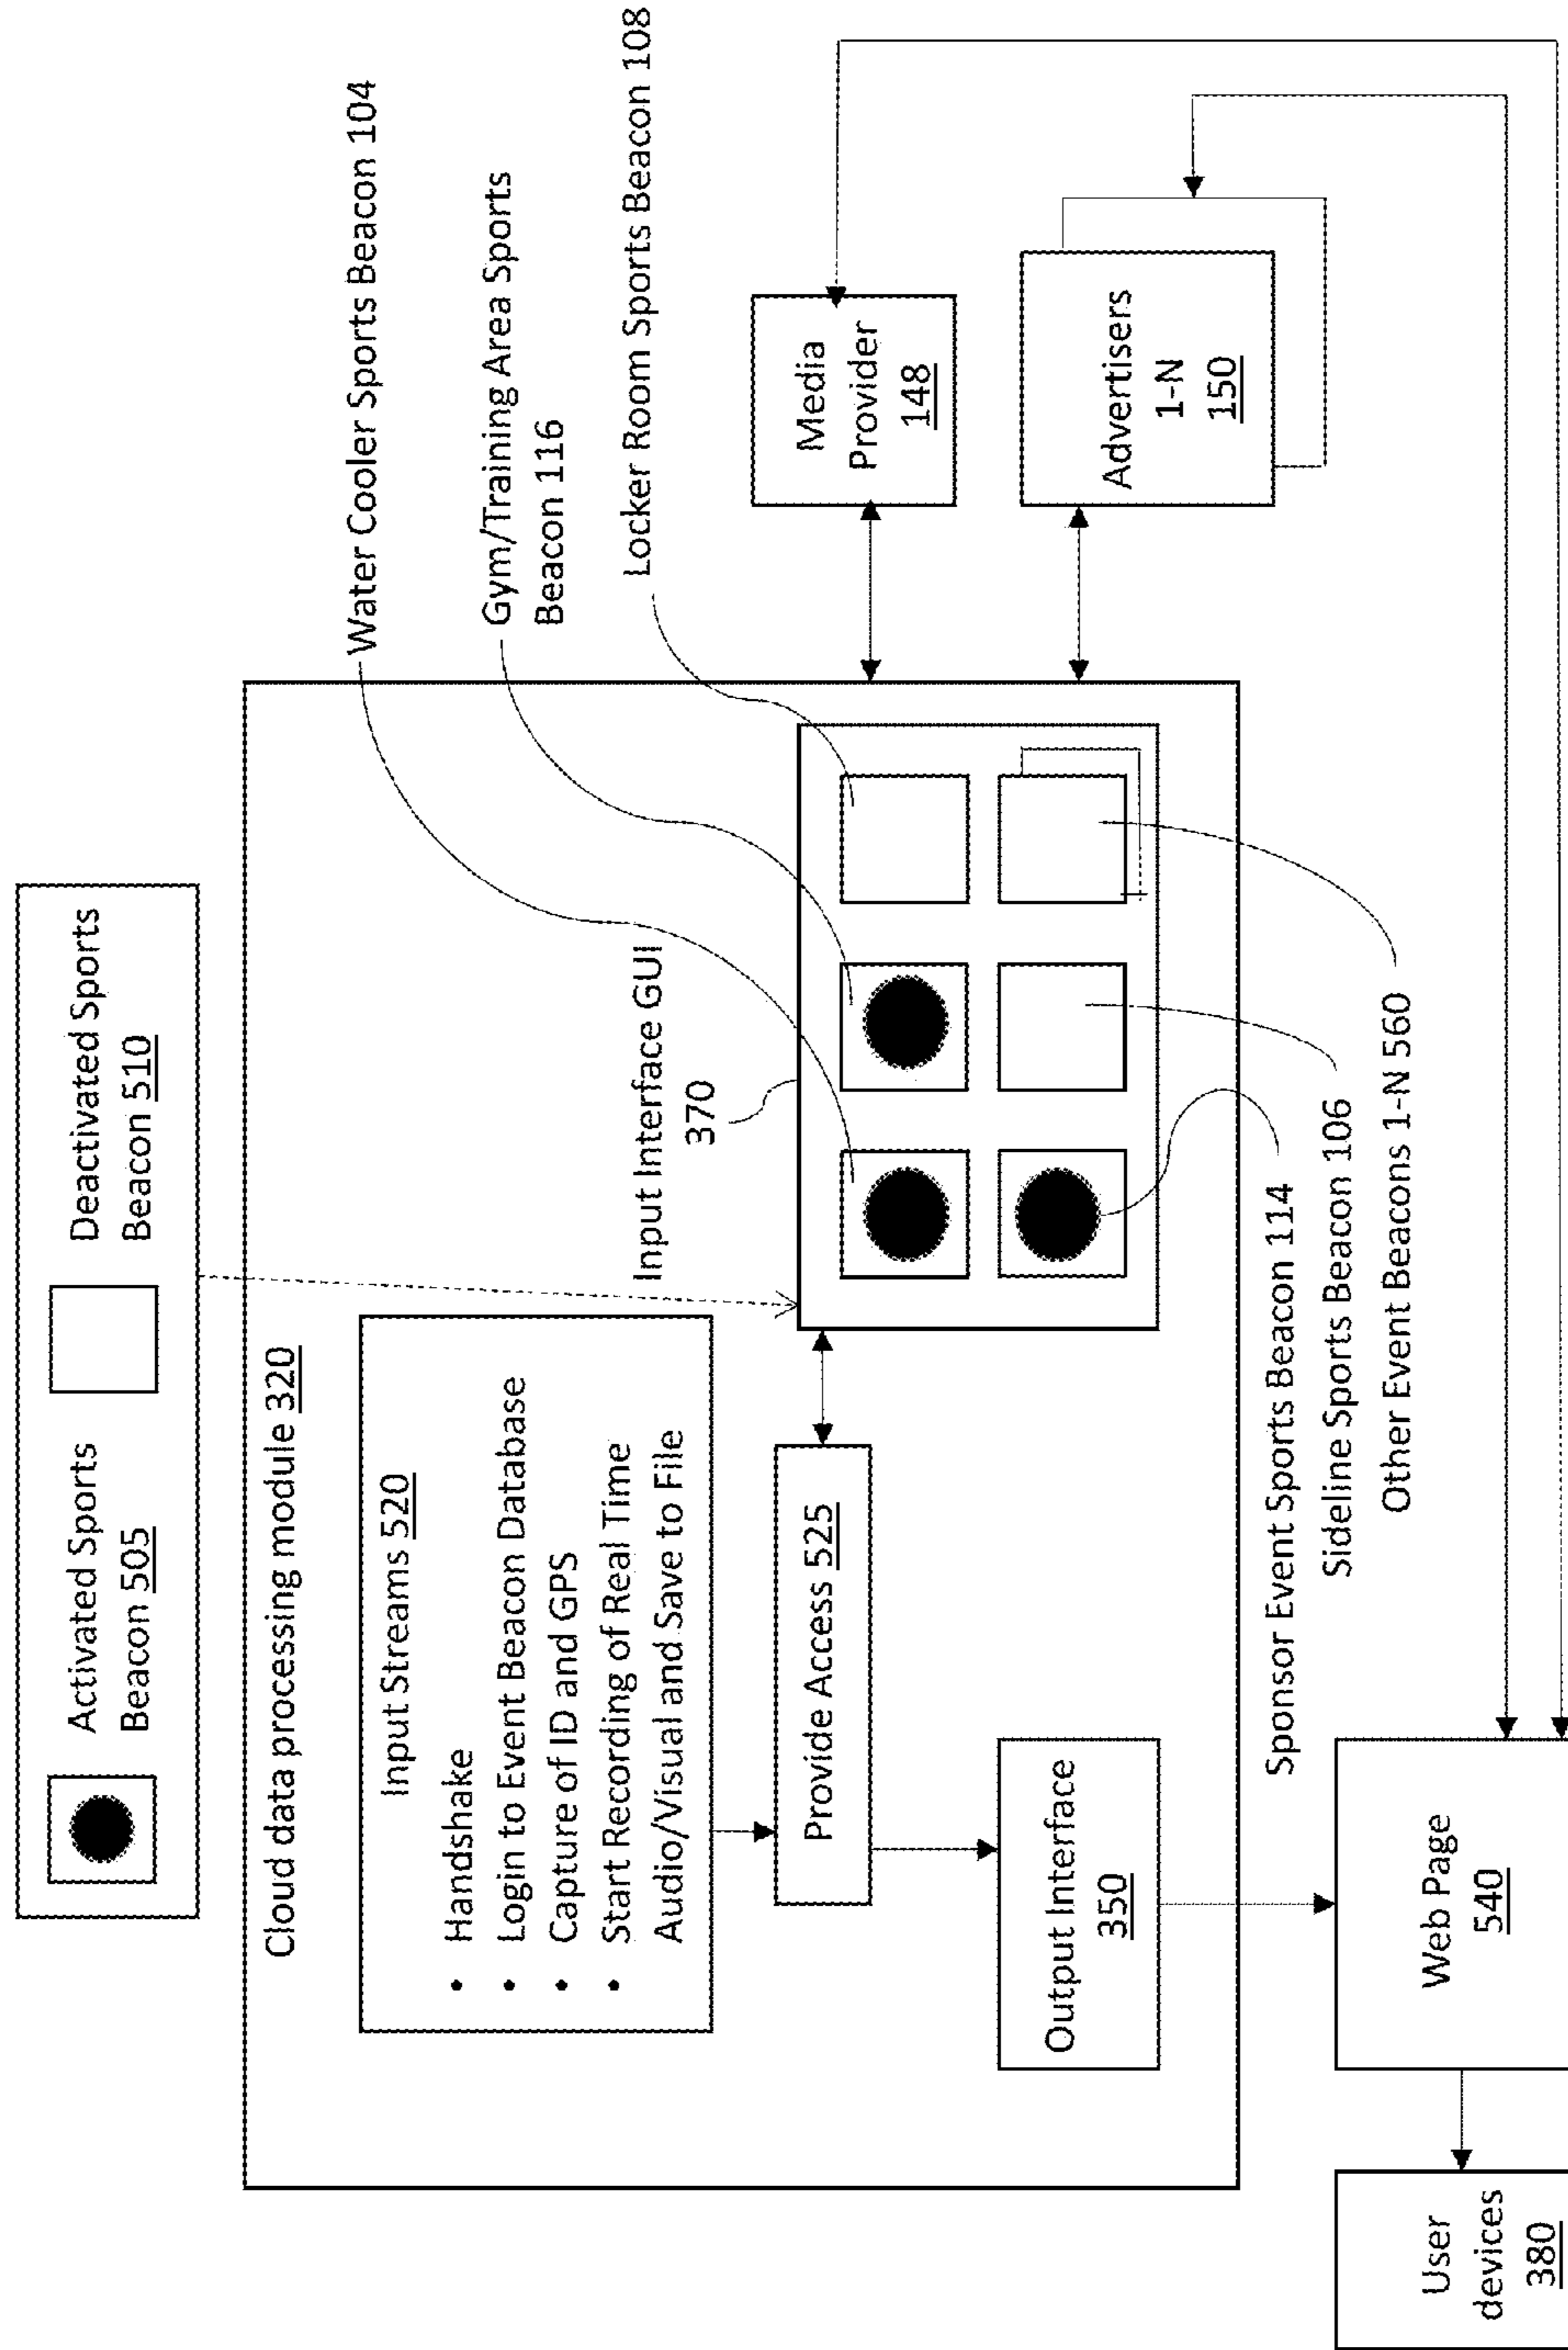 Activated Sports
Beacon 505
Deactivated Sports
Beacon 510
Cloud data processing module 320
Input Streams 520
• Handshake
• Login to Event Beacon Database
• Capture of ID and GPS
• Start Recording of Real Time
Audio/Visual and Save to File
Provide Access 525
Output Interface
350
Input Interface GUI
370
Water Cooler Sports Beacon 104
Gym/Training Area Sports
Beacon 116
Locker Room Sports Beacon 108
Media
Provider
148
Advertisers
1-N
150
Sponsor Event Sports Beacon 114
Sideline Sports Beacon 106
Other Event Beacons 1-N 560
Web Page
540
User
devices
380